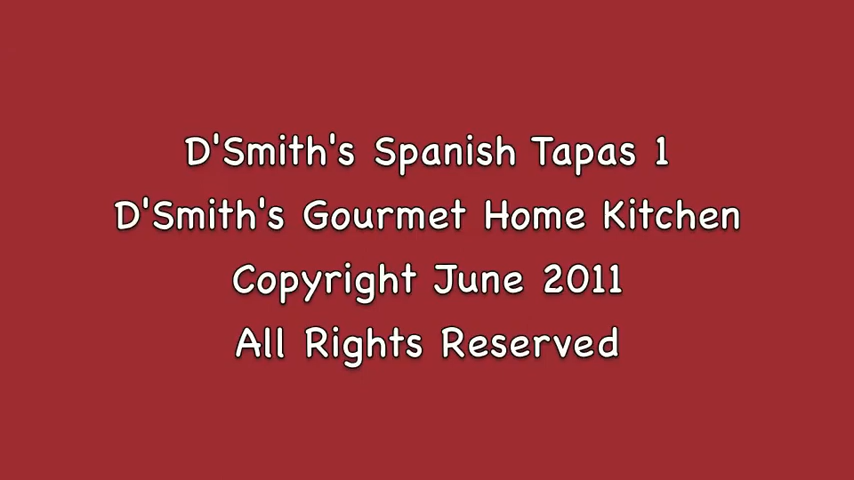 D'Smith's Spanish Tapas 1
D'Smith's Gourmet Home Kitchen
Copyright June 2011
All Rights Reserved